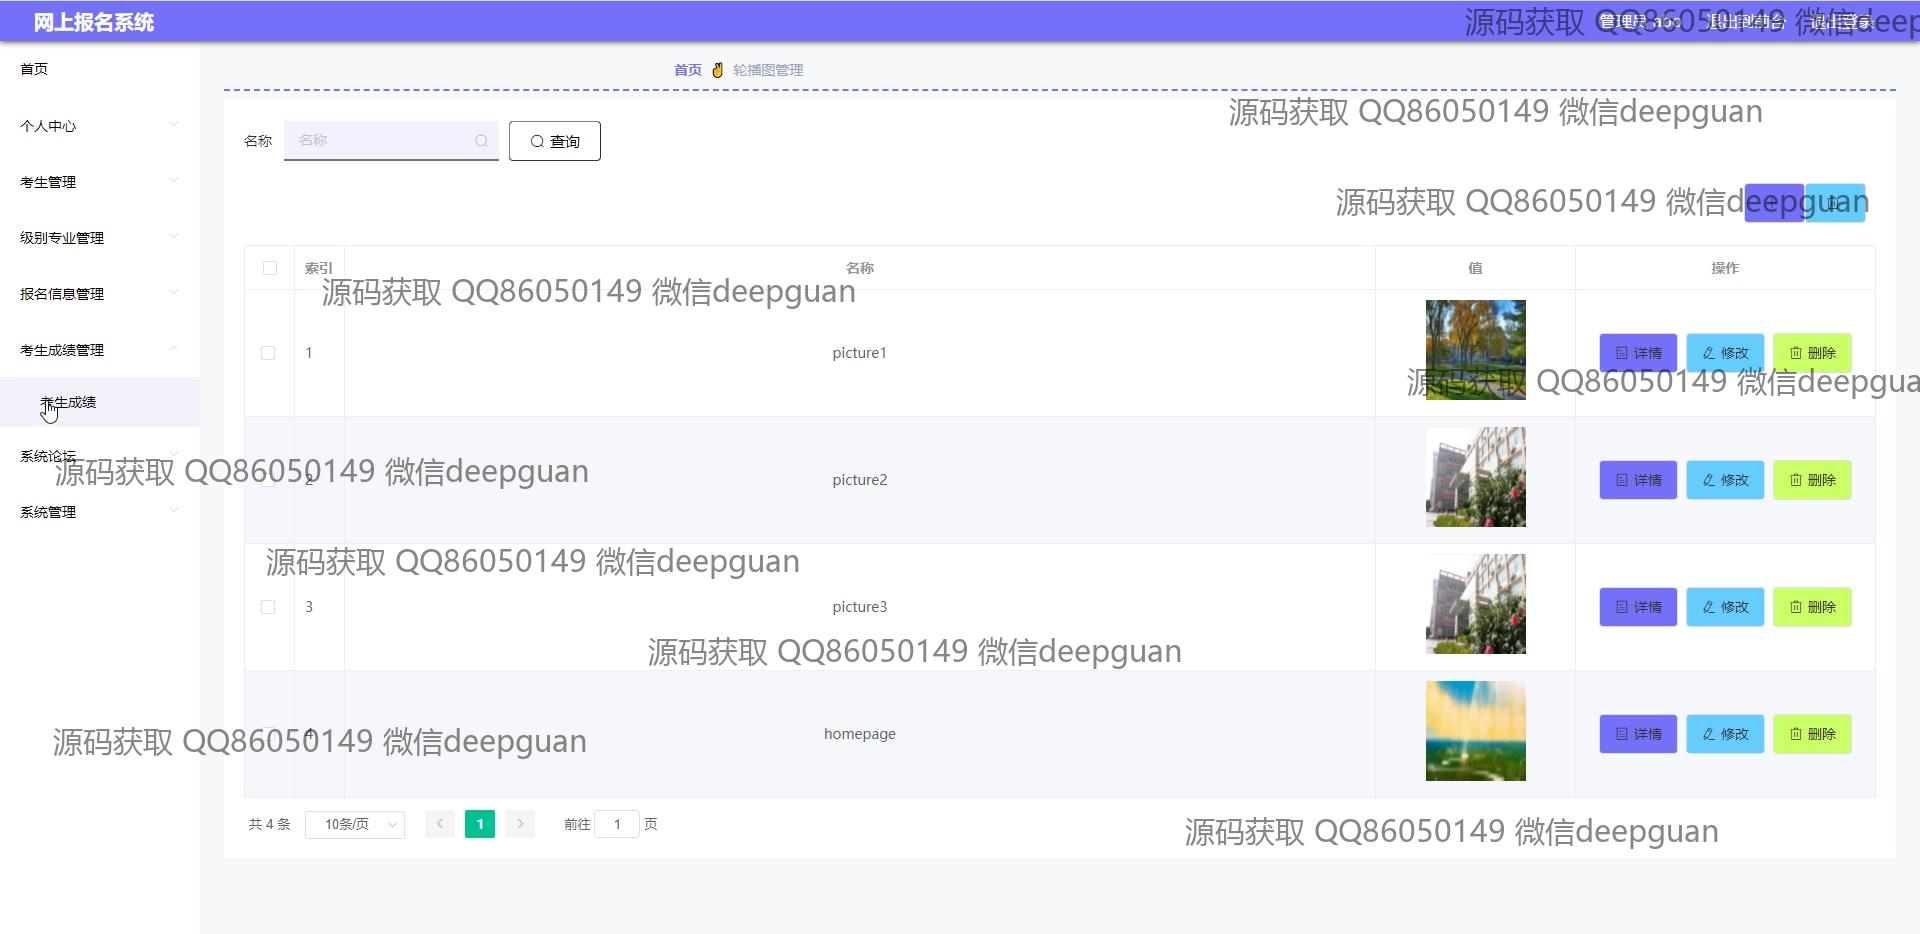 网上报名系统
管理员 abo 退出到前台 退出登录
源码获取 QQ86050149 微信deep
首页
首页 轮播图管理
源码获取 QQ86050149 微信deepguan
个人中心
名称 名称 查询
考生管理
源码获取 QQ86050149 微信deepguan
级别专业管理
索引 名称 值 操作
源码获取 QQ86050149 微信deepguan
报名信息管理
考生成绩管理
1 picture1 详情 修改 删除
源码获取 QQ86050149 微信deepgua
考生成绩
系统论坛
源码获取 QQ86050149 微信deepguan
2 picture2 详情 修改 删除
系统管理
源码获取 QQ86050149 微信deepguan
3 picture3 详情 修改 删除
源码获取 QQ86050149 微信deepguan
4 homepage 详情 修改 删除
源码获取 QQ86050149 微信deepguan
共 4 条 10条/页 1 前往 1 页
源码获取 QQ86050149 微信deepguan